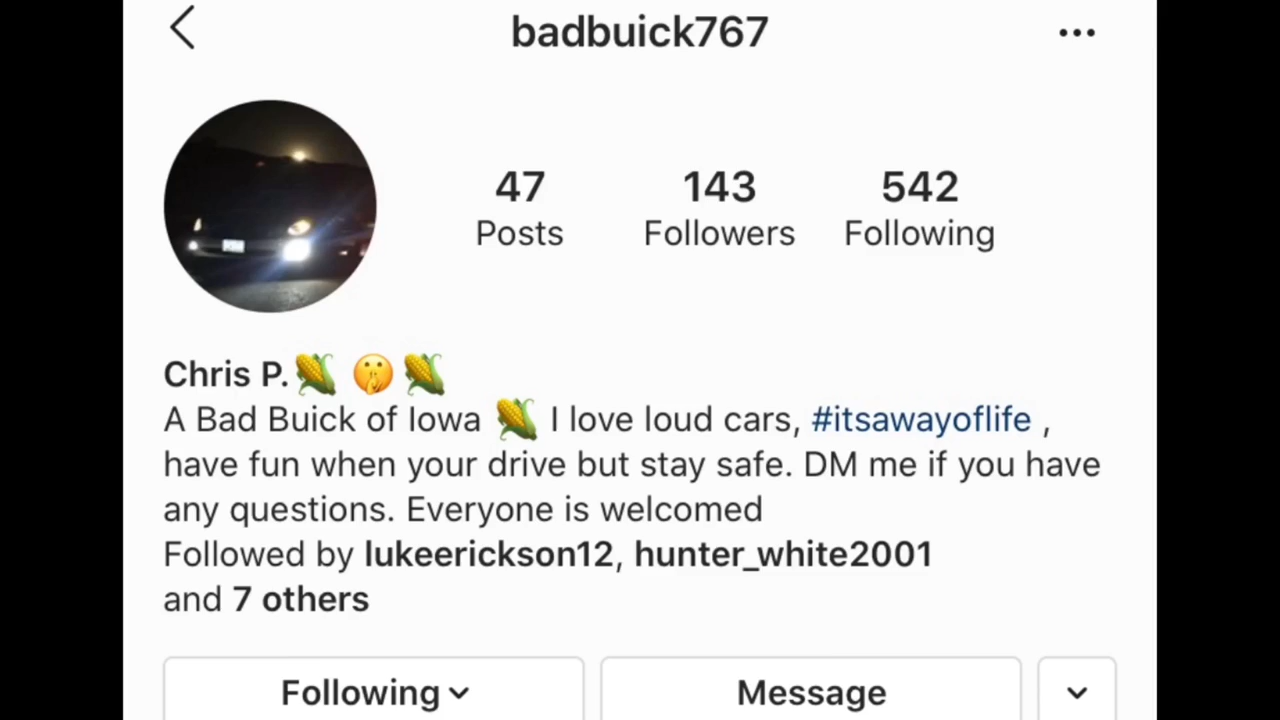 badbuick767
47 143 542
Posts Followers Following
Chris P.🌽 🤫 🌽
A Bad Buick of Iowa 🌽 I love loud cars, #itsawayoflife ,
have fun when your drive but stay safe. DM me if you have
any questions. Everyone is welcomed
Followed by lukeerickson12, hunter_white2001
and 7 others
Following Message